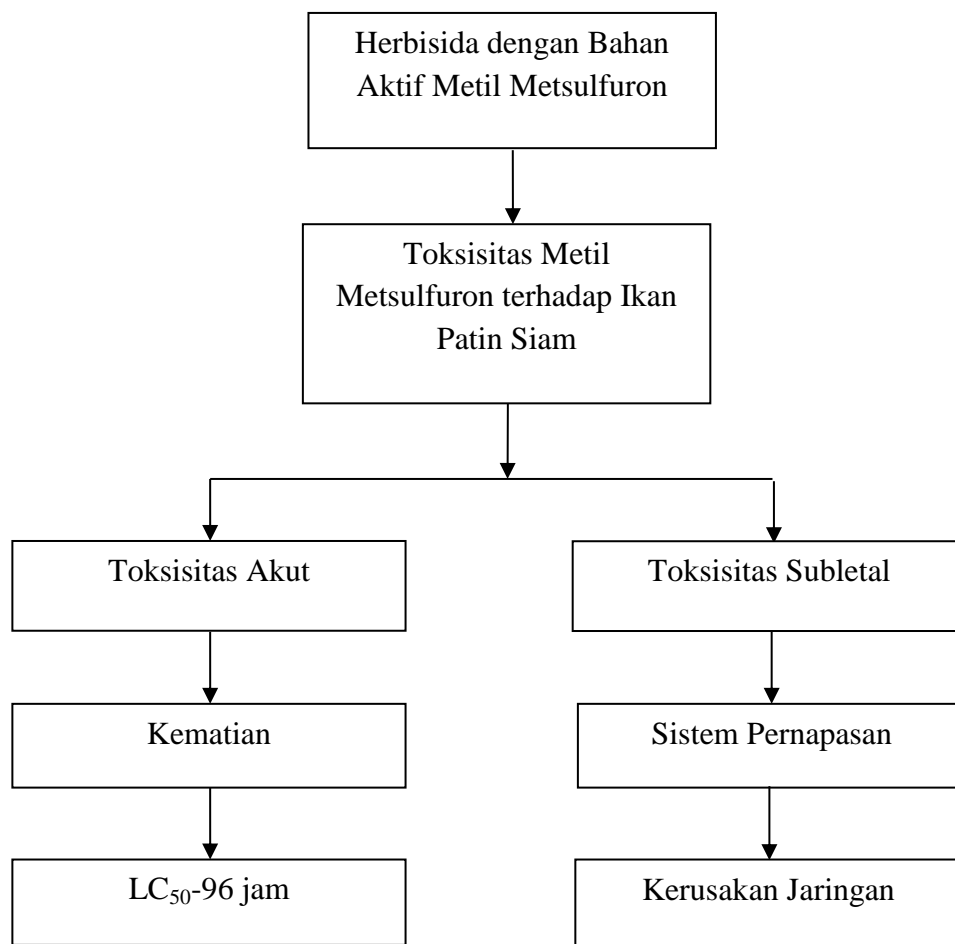 Herbisida dengan Bahan
Aktif Metil Metsulfuron
Toksisitas Metil
Metsulfuron terhadap Ikan
Patin Siam
Toksisitas Akut
Toksisitas Subletal
Kematian
Sistem Pernapasan
LC₅₀-96 jam
Kerusakan Jaringan